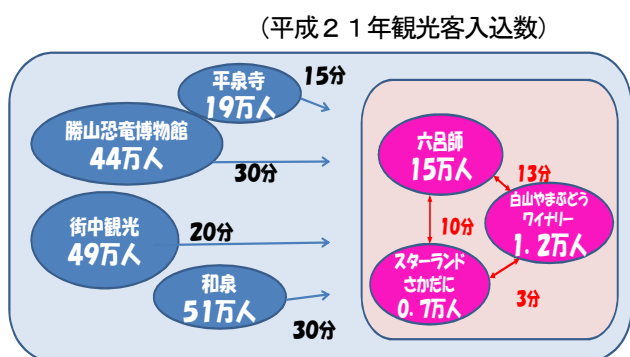 (平成２１年観光客入込数)
平泉寺
19万人
15分
勝山恐竜博物館
44万人
30分
街中観光
49万人
20分
和泉
51万人
30分
六呂師
15万人
13分
白山やまぶどう
ワイナリー
1.2万人
10分
スターランド
さかだに
0.7万人
3分